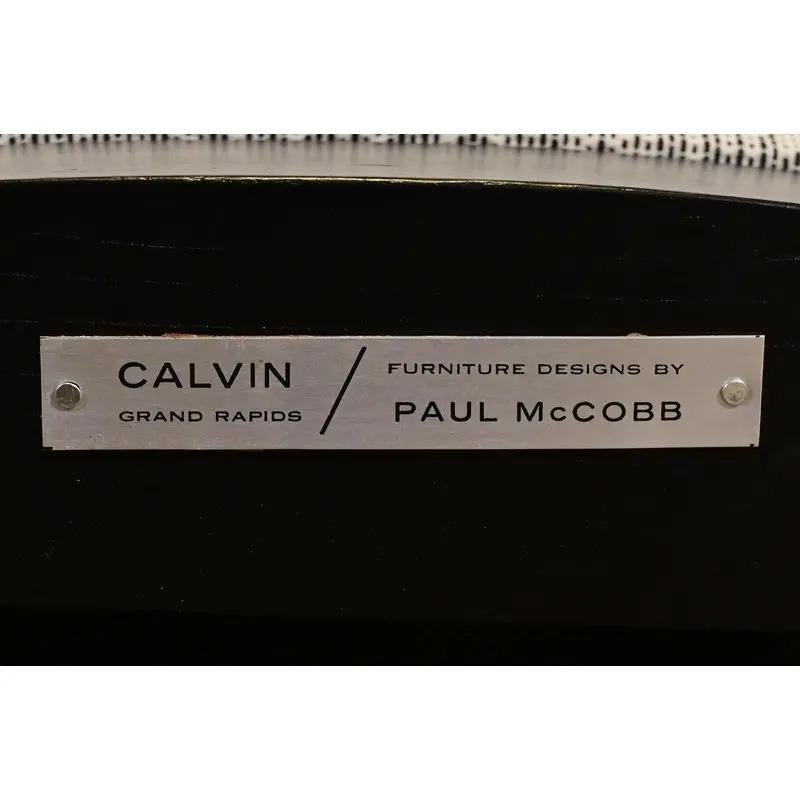 CALVIN
GRAND RAPIDS
/
FURNITURE DESIGNS BY
PAUL McCOBB